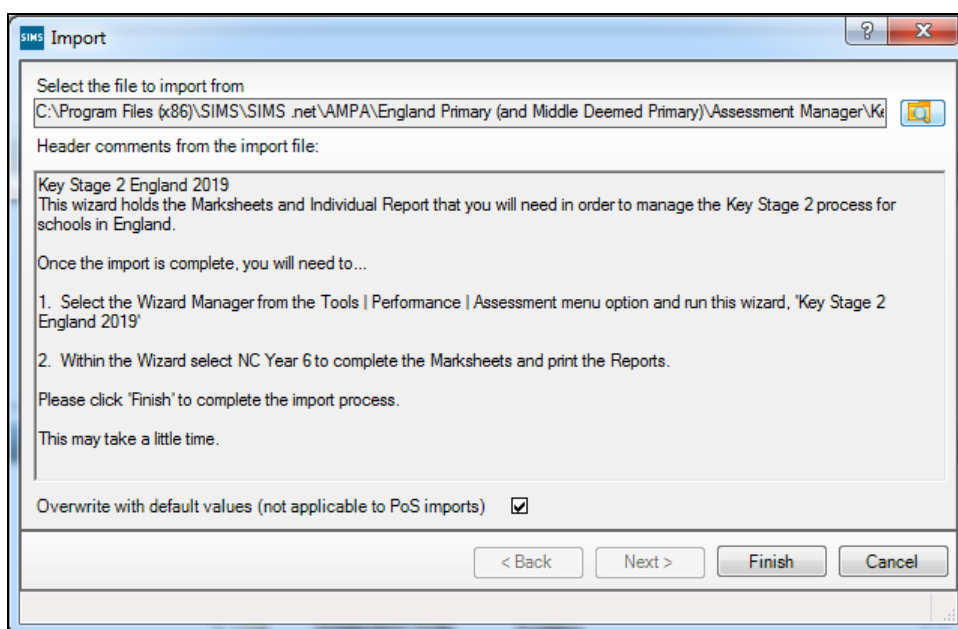 SIMS Import
Select the file to import from
C:\Program Files (x86)\SIMS\SIMS .net\AMPA\England Primary (and Middle Deemed Primary)\Assessment Manager\Ke
Header comments from the import file:
Key Stage 2 England 2019
This wizard holds the Marksheets and Individual Report that you will need in order to manage the Key Stage 2 process for
schools in England.
Once the import is complete, you will need to...
1. Select the Wizard Manager from the Tools | Performance | Assessment menu option and run this wizard, 'Key Stage 2
England 2019'
2. Within the Wizard select NC Year 6 to complete the Marksheets and print the Reports.
Please click 'Finish' to complete the import process.
This may take a little time.
Overwrite with default values (not applicable to PoS imports)
< Back Next > Finish Cancel